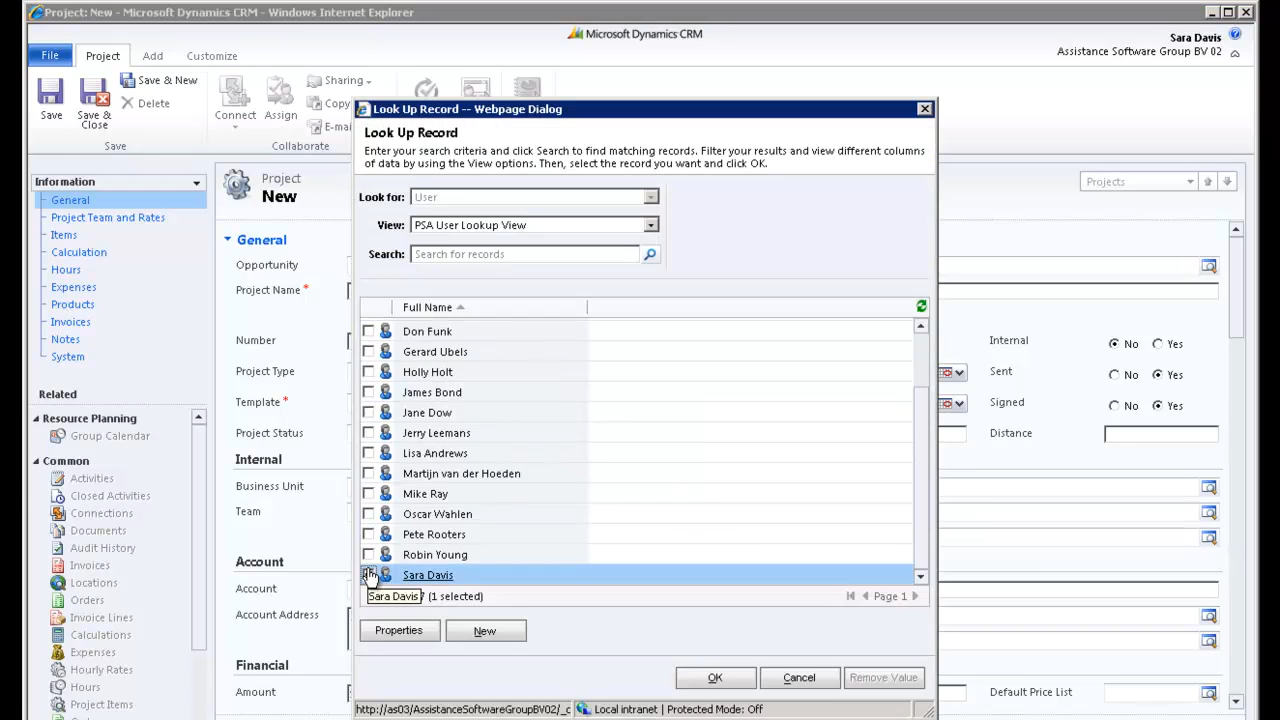 Project: New - Microsoft Dynamics CRM - Windows Internet Explorer
Microsoft Dynamics CRM
Sara Davis
Assistance Software Group BV 02
File
Project
Add
Customize
Save
Save & Close
Save & New
Delete
Save
Connect
Assign
Sharing
Copy
E-mai
Collaborate
Information
General
Project Team and Rates
Items
Calculation
Hours
Expenses
Products
Invoices
Notes
System
Related
Resource Planning
Group Calendar
Common
Activities
Closed Activities
Connections
Documents
Audit History
Invoices
Locations
Orders
Invoice Lines
Calculations
Expenses
Hourly Rates
Hours
Project Items
Project
New
Projects
General
Opportunity
Project Name *
Number
Project Type
Template *
Project Status
Internal
Business Unit
Team
Account
Account
Account Address
Financial
Amount
Internal No Yes
Sent No Yes
Signed No Yes
Distance
Default Price List
Look Up Record -- Webpage Dialog
Look Up Record
Enter your search criteria and click Search to find matching records. Filter your results and view different columns
of data by using the View options. Then, select the record you want and click OK.
Look for: User
View: PSA User Lookup View
Search: Search for records
Full Name
Don Funk
Gerard Ubels
Holly Holt
James Bond
Jane Dow
Jerry Leemans
Lisa Andrews
Martijn van der Hoeden
Mike Ray
Oscar Wahlen
Pete Rooters
Robin Young
Sara Davis
Sara Davis
(1 selected)
Page 1
Properties
New
OK
Cancel
Remove Value
http://as03/AssistanceSoftwareGroupBV02/_c
Local intranet | Protected Mode: Off